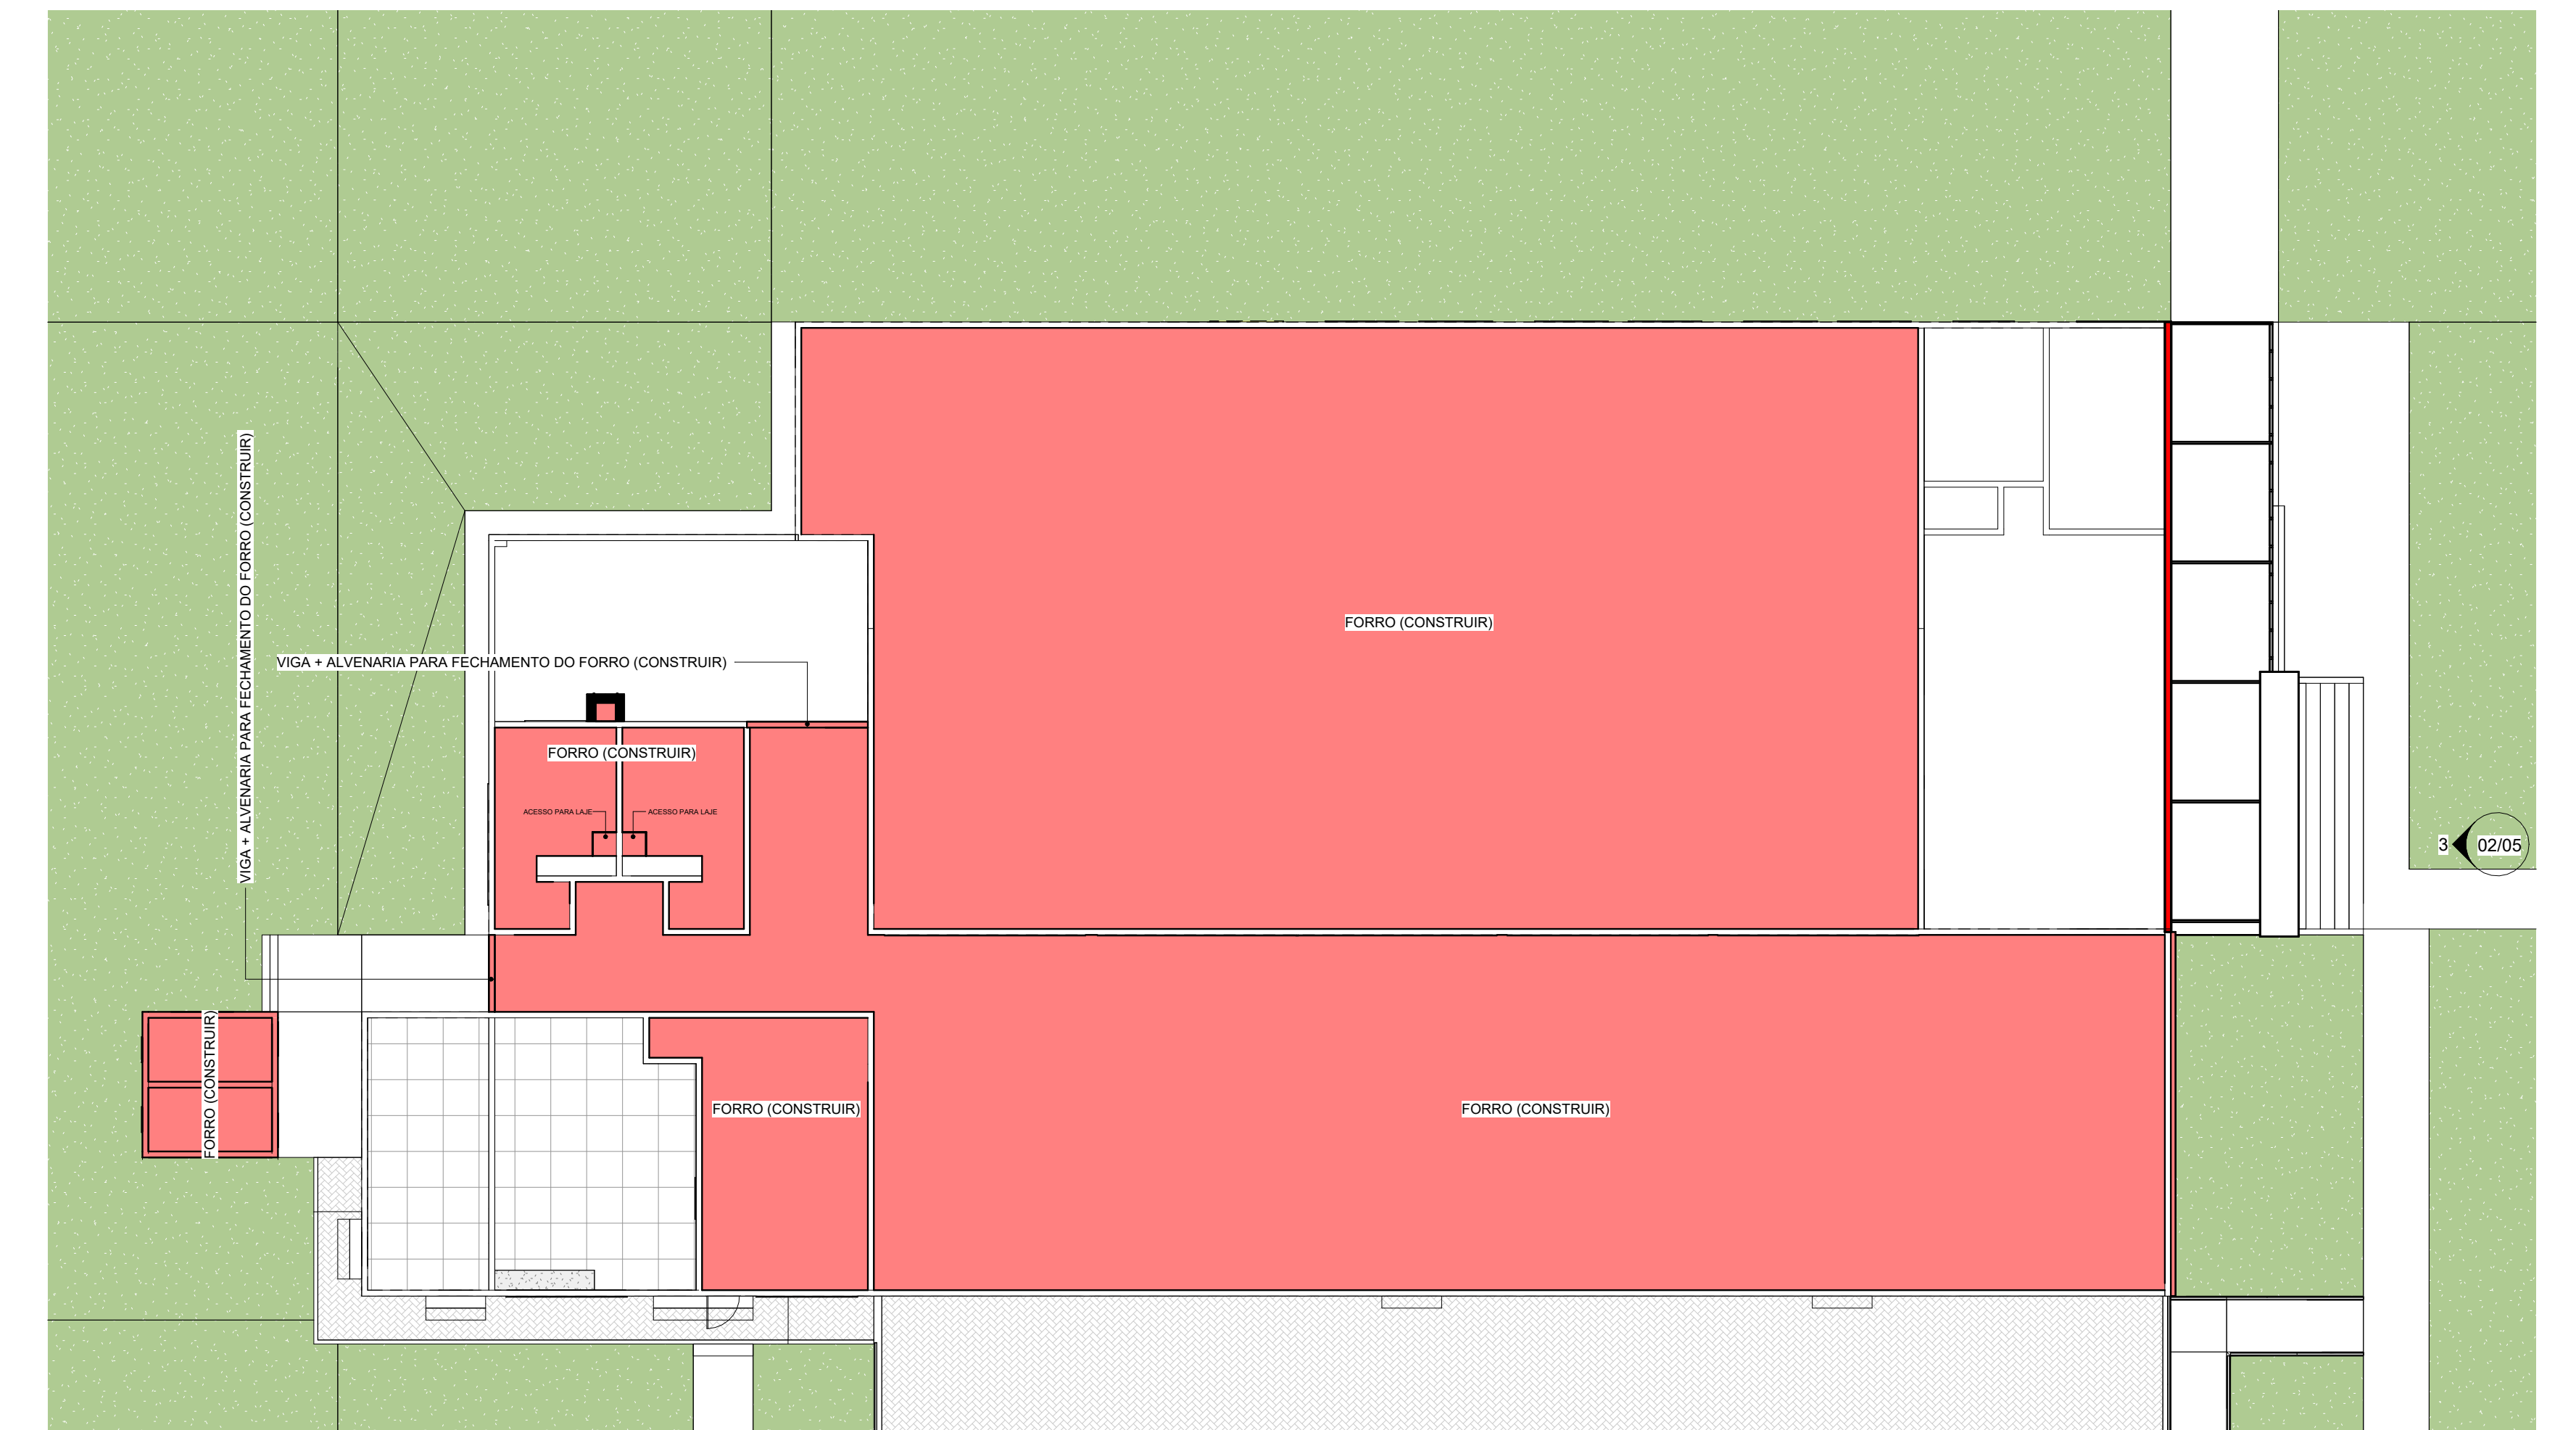 VIGA + ALVENARIA PARA FECHAMENTO DO FORRO (CONSTRUIR)
FORRO (CONSTRUIR)
VIGA + ALVENARIA PARA FECHAMENTO DO FORRO (CONSTRUIR)
FORRO (CONSTRUIR)
ACESSO PARA LAJE
ACESSO PARA LAJE
3
02/05
FORRO (CONSTRUIR)
FORRO (CONSTRUIR)
FORRO (CONSTRUIR)